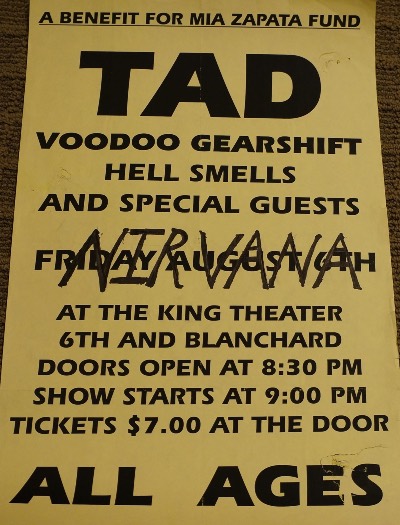 A BENEFIT FOR MIA ZAPATA FUND
TAD
VOODOO GEARSHIFT
HELL SMELLS
AND SPECIAL GUESTS
NIRVANA
FRIDAY AUGUST 6TH
AT THE KING THEATER
6TH AND BLANCHARD
DOORS OPEN AT 8:30 PM
SHOW STARTS AT 9:00 PM
TICKETS $7.00 AT THE DOOR
ALL AGES